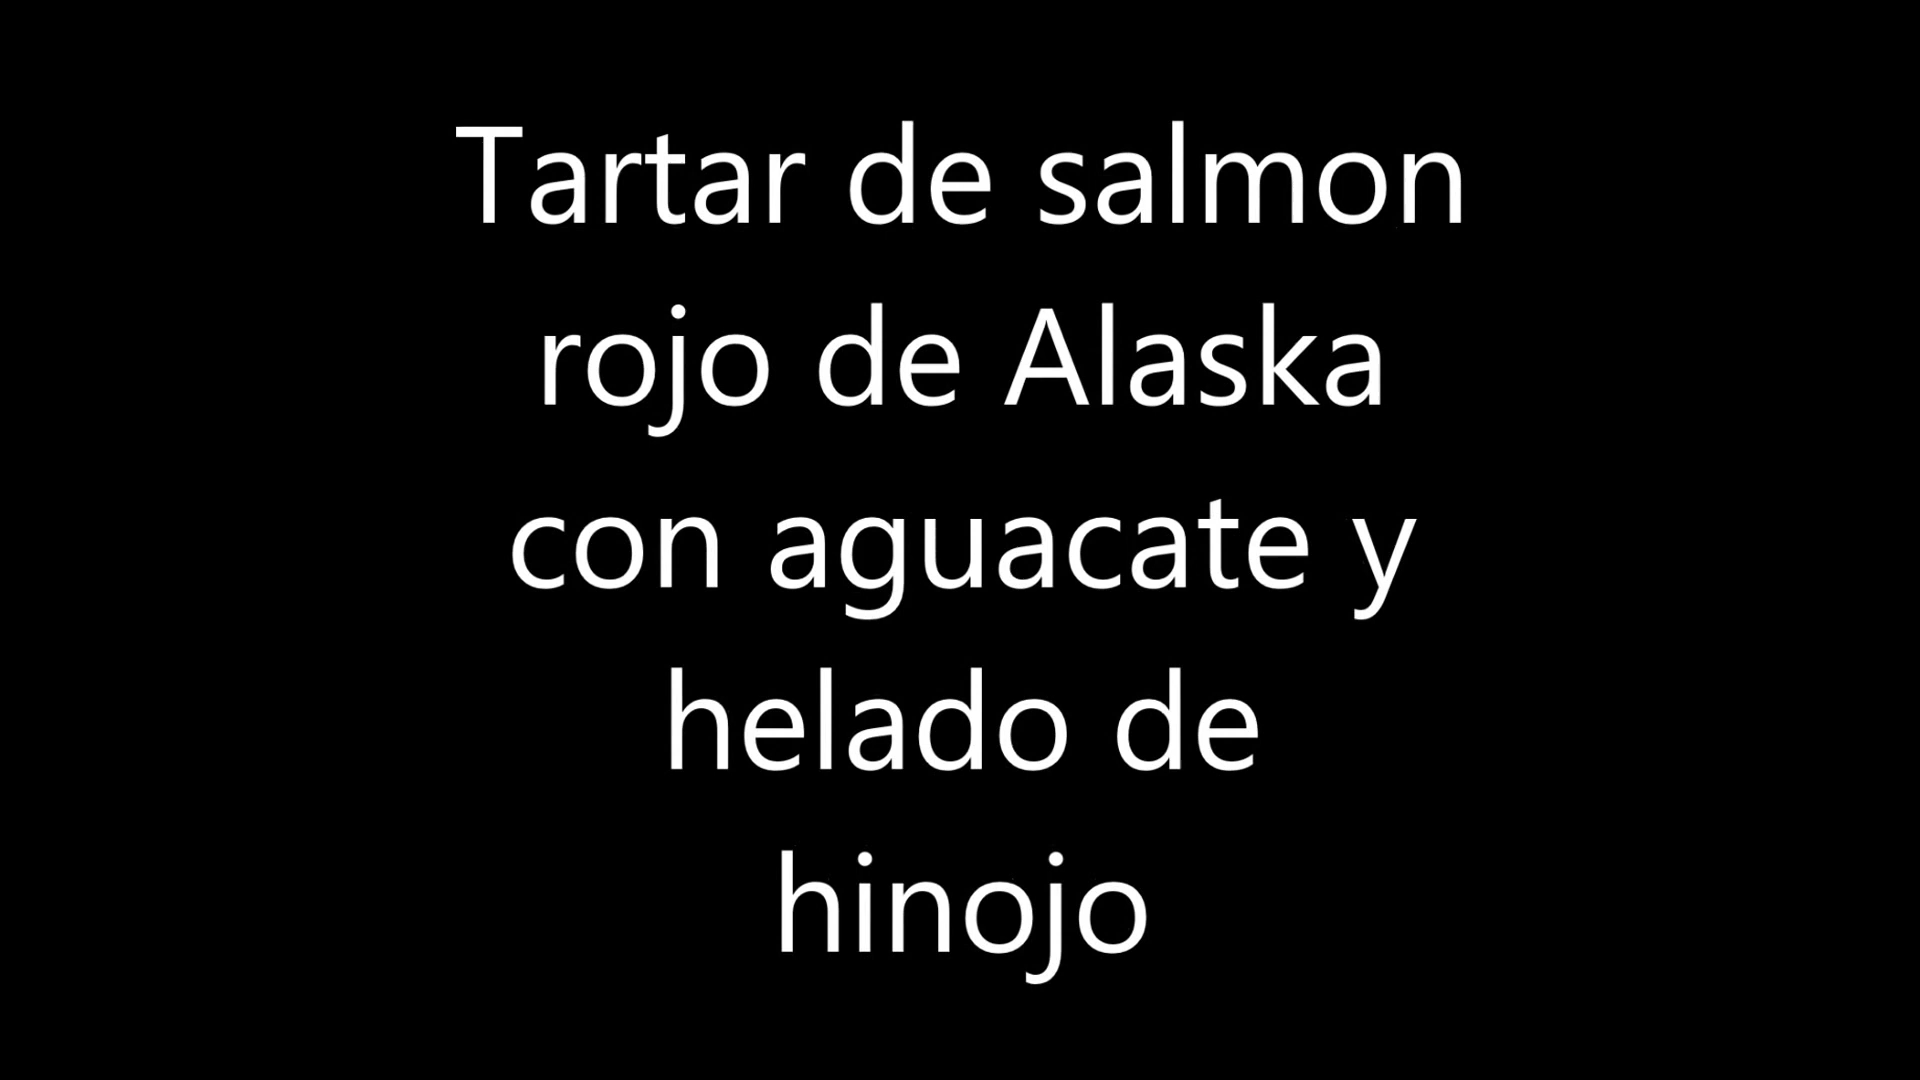 Tartar de salmon
rojo de Alaska
con aguacate y
helado de
hinojo